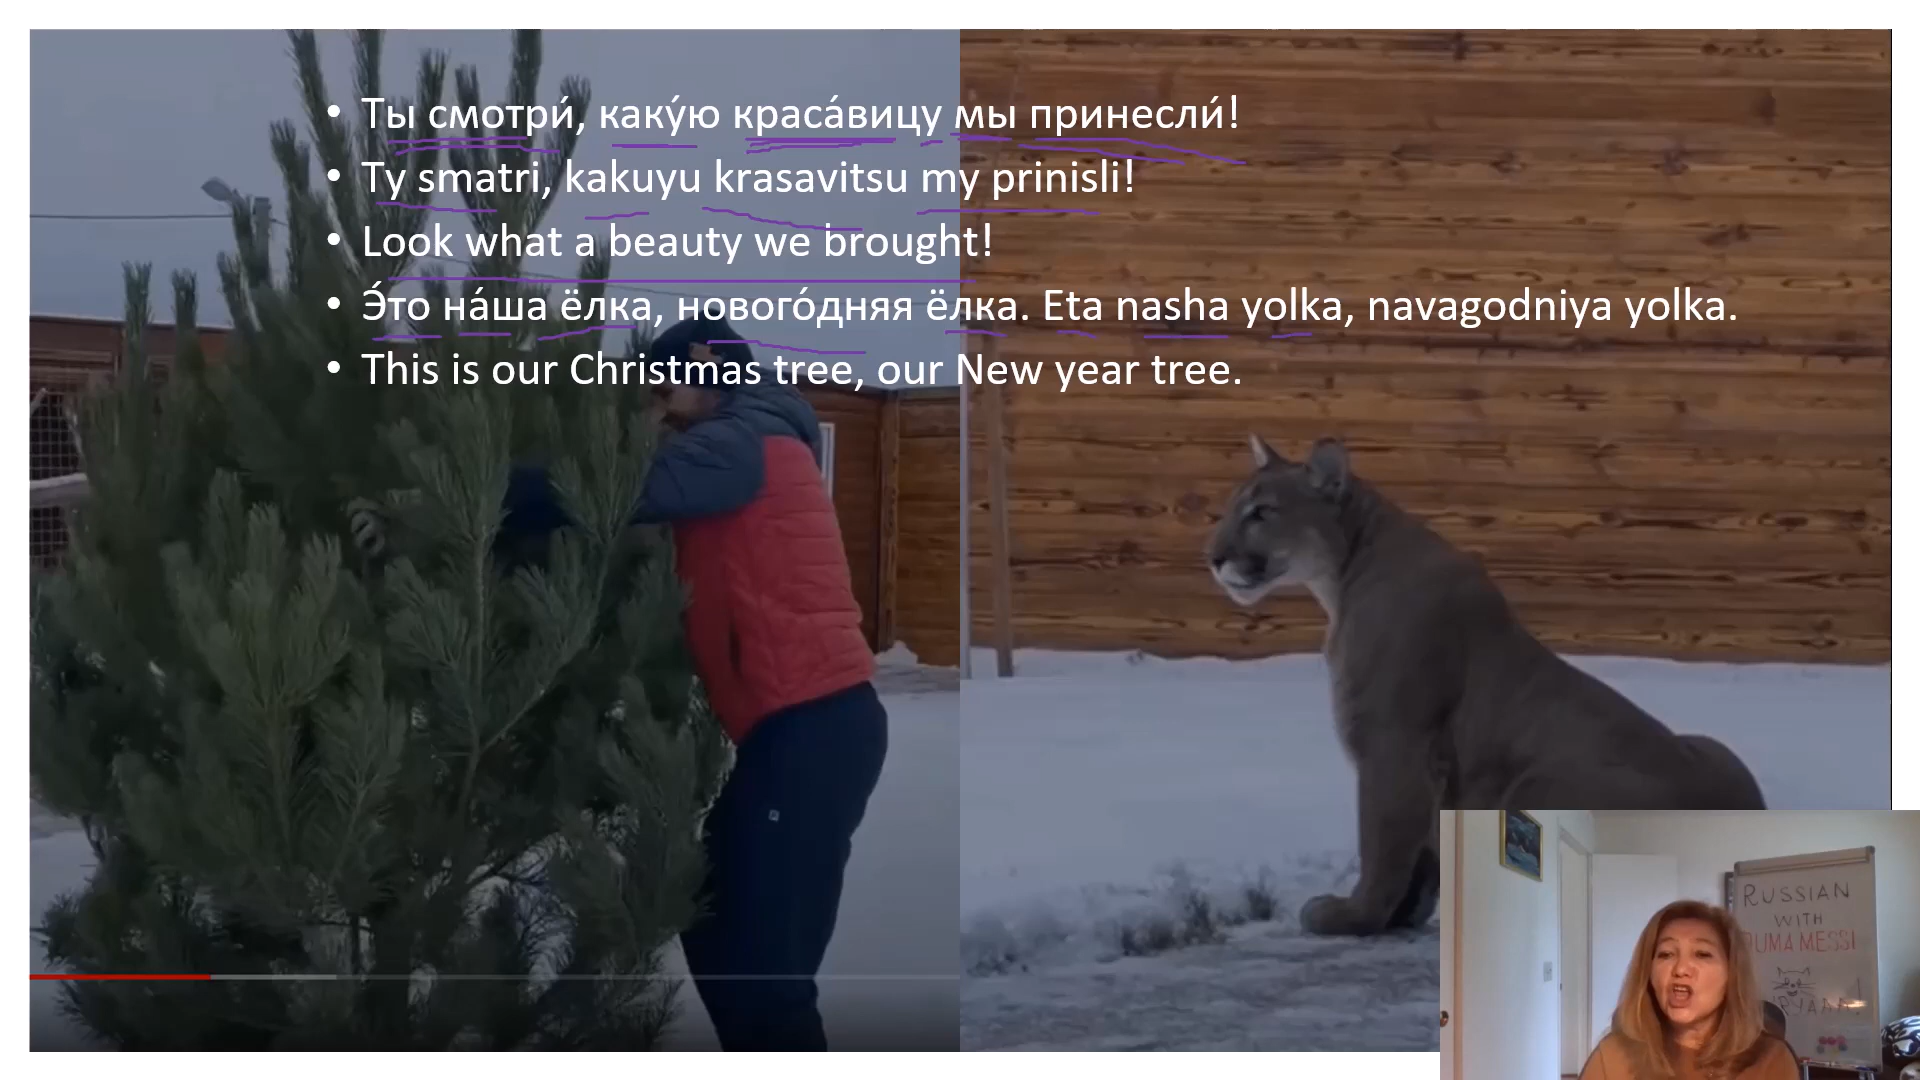 Ты смотри́, каку́ю краса́вицу мы принесли́!
Ty smatri, kakuyu krasavitsu my prinisli!
Look what a beauty we brought!
Э́то на́ша ёлка, нового́дняя ёлка. Eta nasha yolka, navagodniya yolka.
This is our Christmas tree, our New year tree.
RUSSIAN
WITH
PUMA MESSI